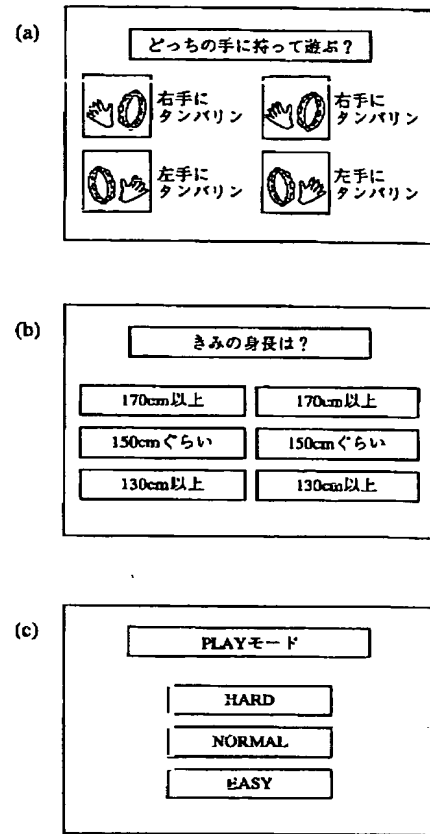 (a)
どっちの手に持って遊ぶ?
右手に
タンバリン
右手に
タンバリン
左手に
タンバリン
左手に
タンバリン
(b)
きみの身長は?
170cm以上
170cm以上
150cmぐらい
150cmぐらい
130cm以上
130cm以上
(c)
PLAYモード
HARD
NORMAL
EASY